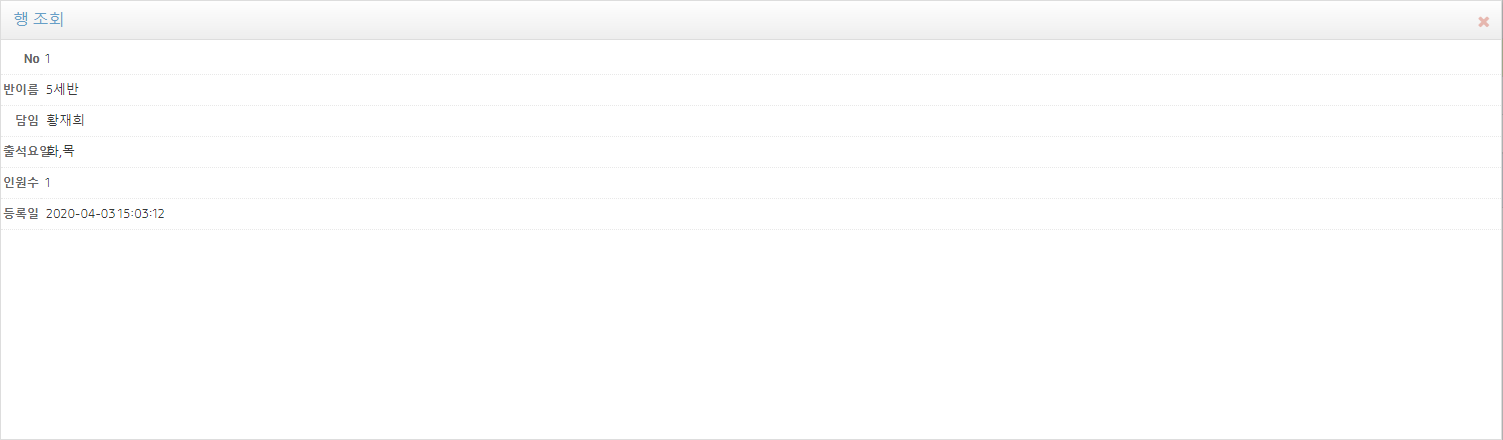 행 조회
No 1
반이름 5세반
담임 황재희
출석요일 화,목
인원수 1
등록일 2020-04-03 15:03:12